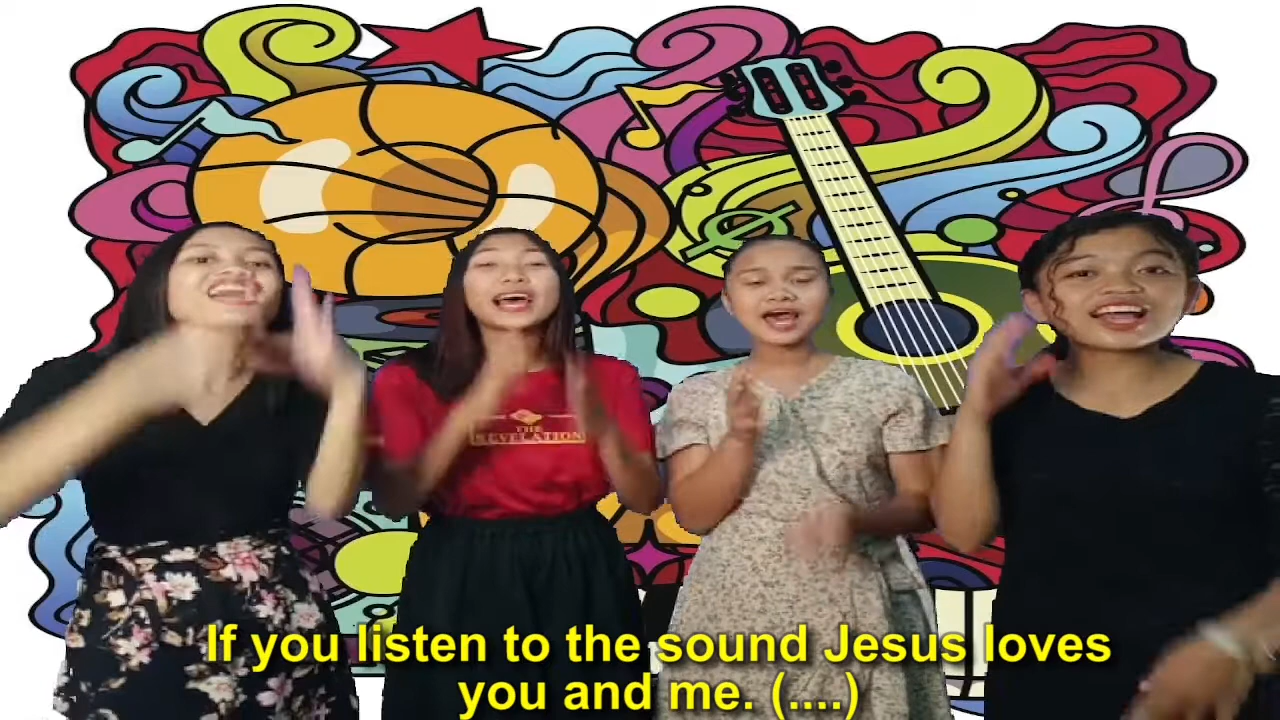 THE
REVELATION
If you listen to the sound Jesus loves
you and me. (....)